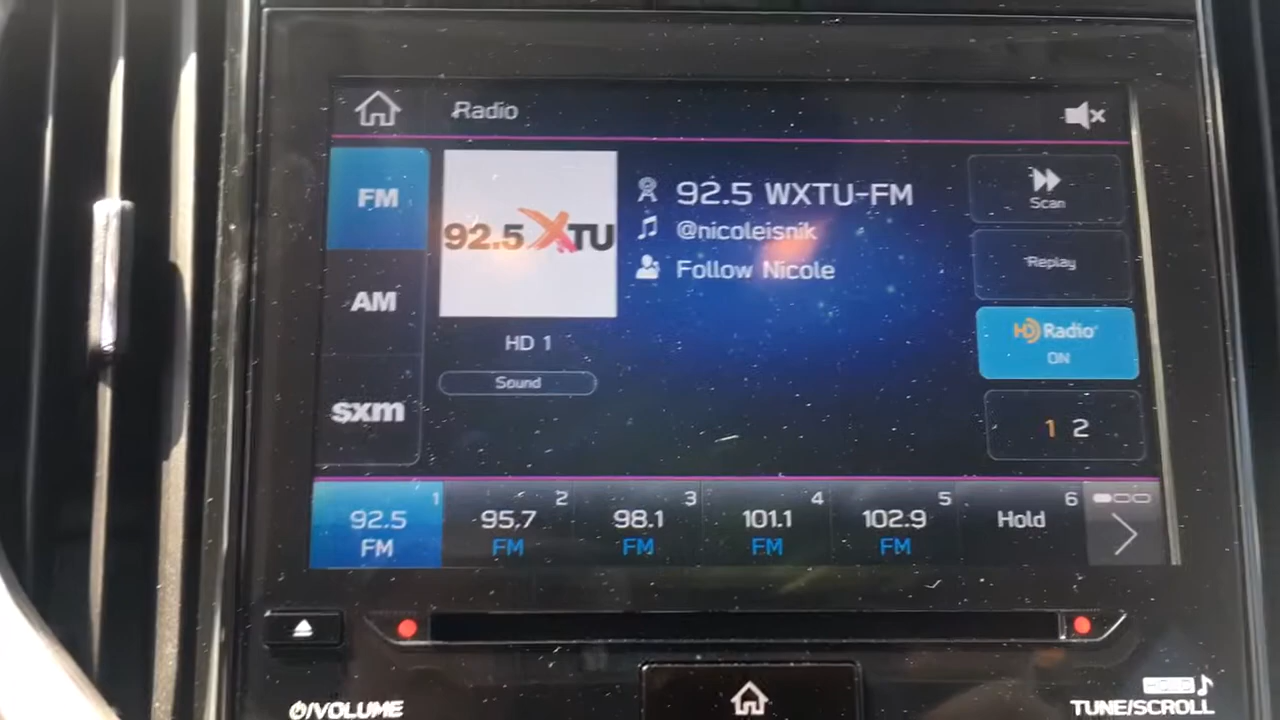 Radio
FM
AM
sxm
92.5 XTU
HD 1
Sound
92.5 WXTU-FM
@nicoleisnik
Follow Nicole
Scan
Replay
HD Radio
ON
1 2
1
92.5
FM
2
95.7
FM
3
98.1
FM
4
101.1
FM
5
102.9
FM
6
Hold
/VOLUME
TUNE/SCROLL